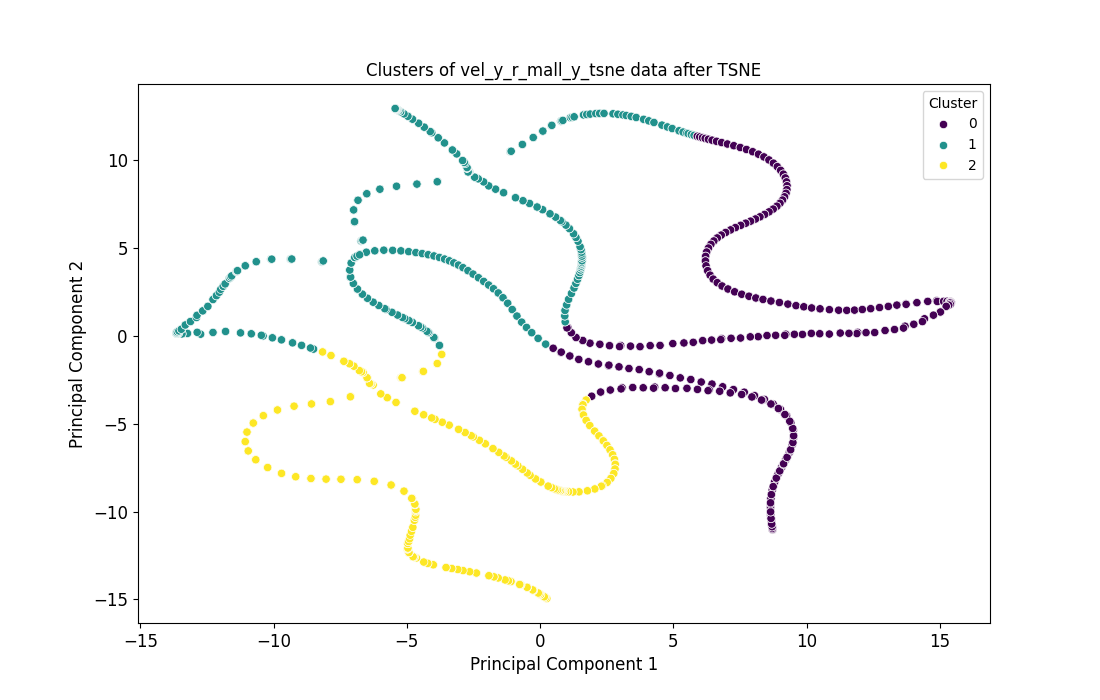 Clusters of vel_y_r_mall_y_tsne data after TSNE
Cluster
0
1
2
10
5
0
−5
−10
−15
Principal Component 2
−15 −10 −5 0 5 10 15
Principal Component 1